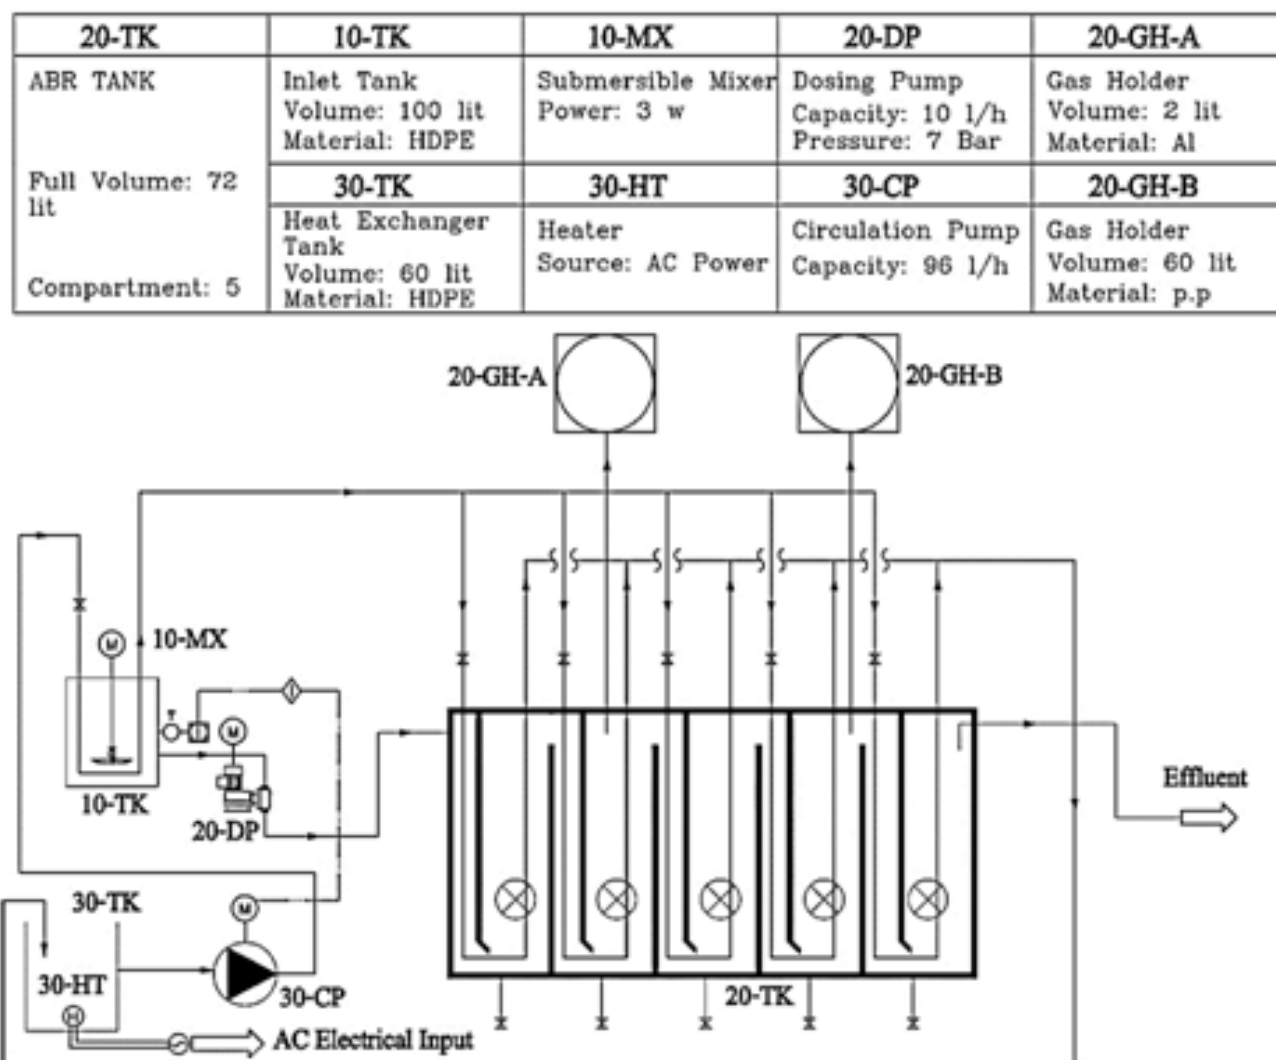 20-TK 10-TK 10-MX 20-DP 20-GH-A
ABR TANK
Full Volume: 72
lit
Compartment: 5
Inlet Tank
Volume: 100 lit
Material: HDPE
Submersible Mixer
Power: 3 w
Dosing Pump
Capacity: 10 l/h
Pressure: 7 Bar
Gas Holder
Volume: 2 lit
Material: Al
30-TK 30-HT 30-CP 20-GH-B
Heat Exchanger
Tank
Volume: 60 lit
Material: HDPE
Heater
Source: AC Power
Circulation Pump
Capacity: 96 l/h
Gas Holder
Volume: 60 lit
Material: p.p
20-GH-A
20-GH-B
M
10-MX
T
I
M
10-TK
20-DP
Effluent
30-TK
M
30-HT
30-CP
20-TK
H
AC Electrical Input